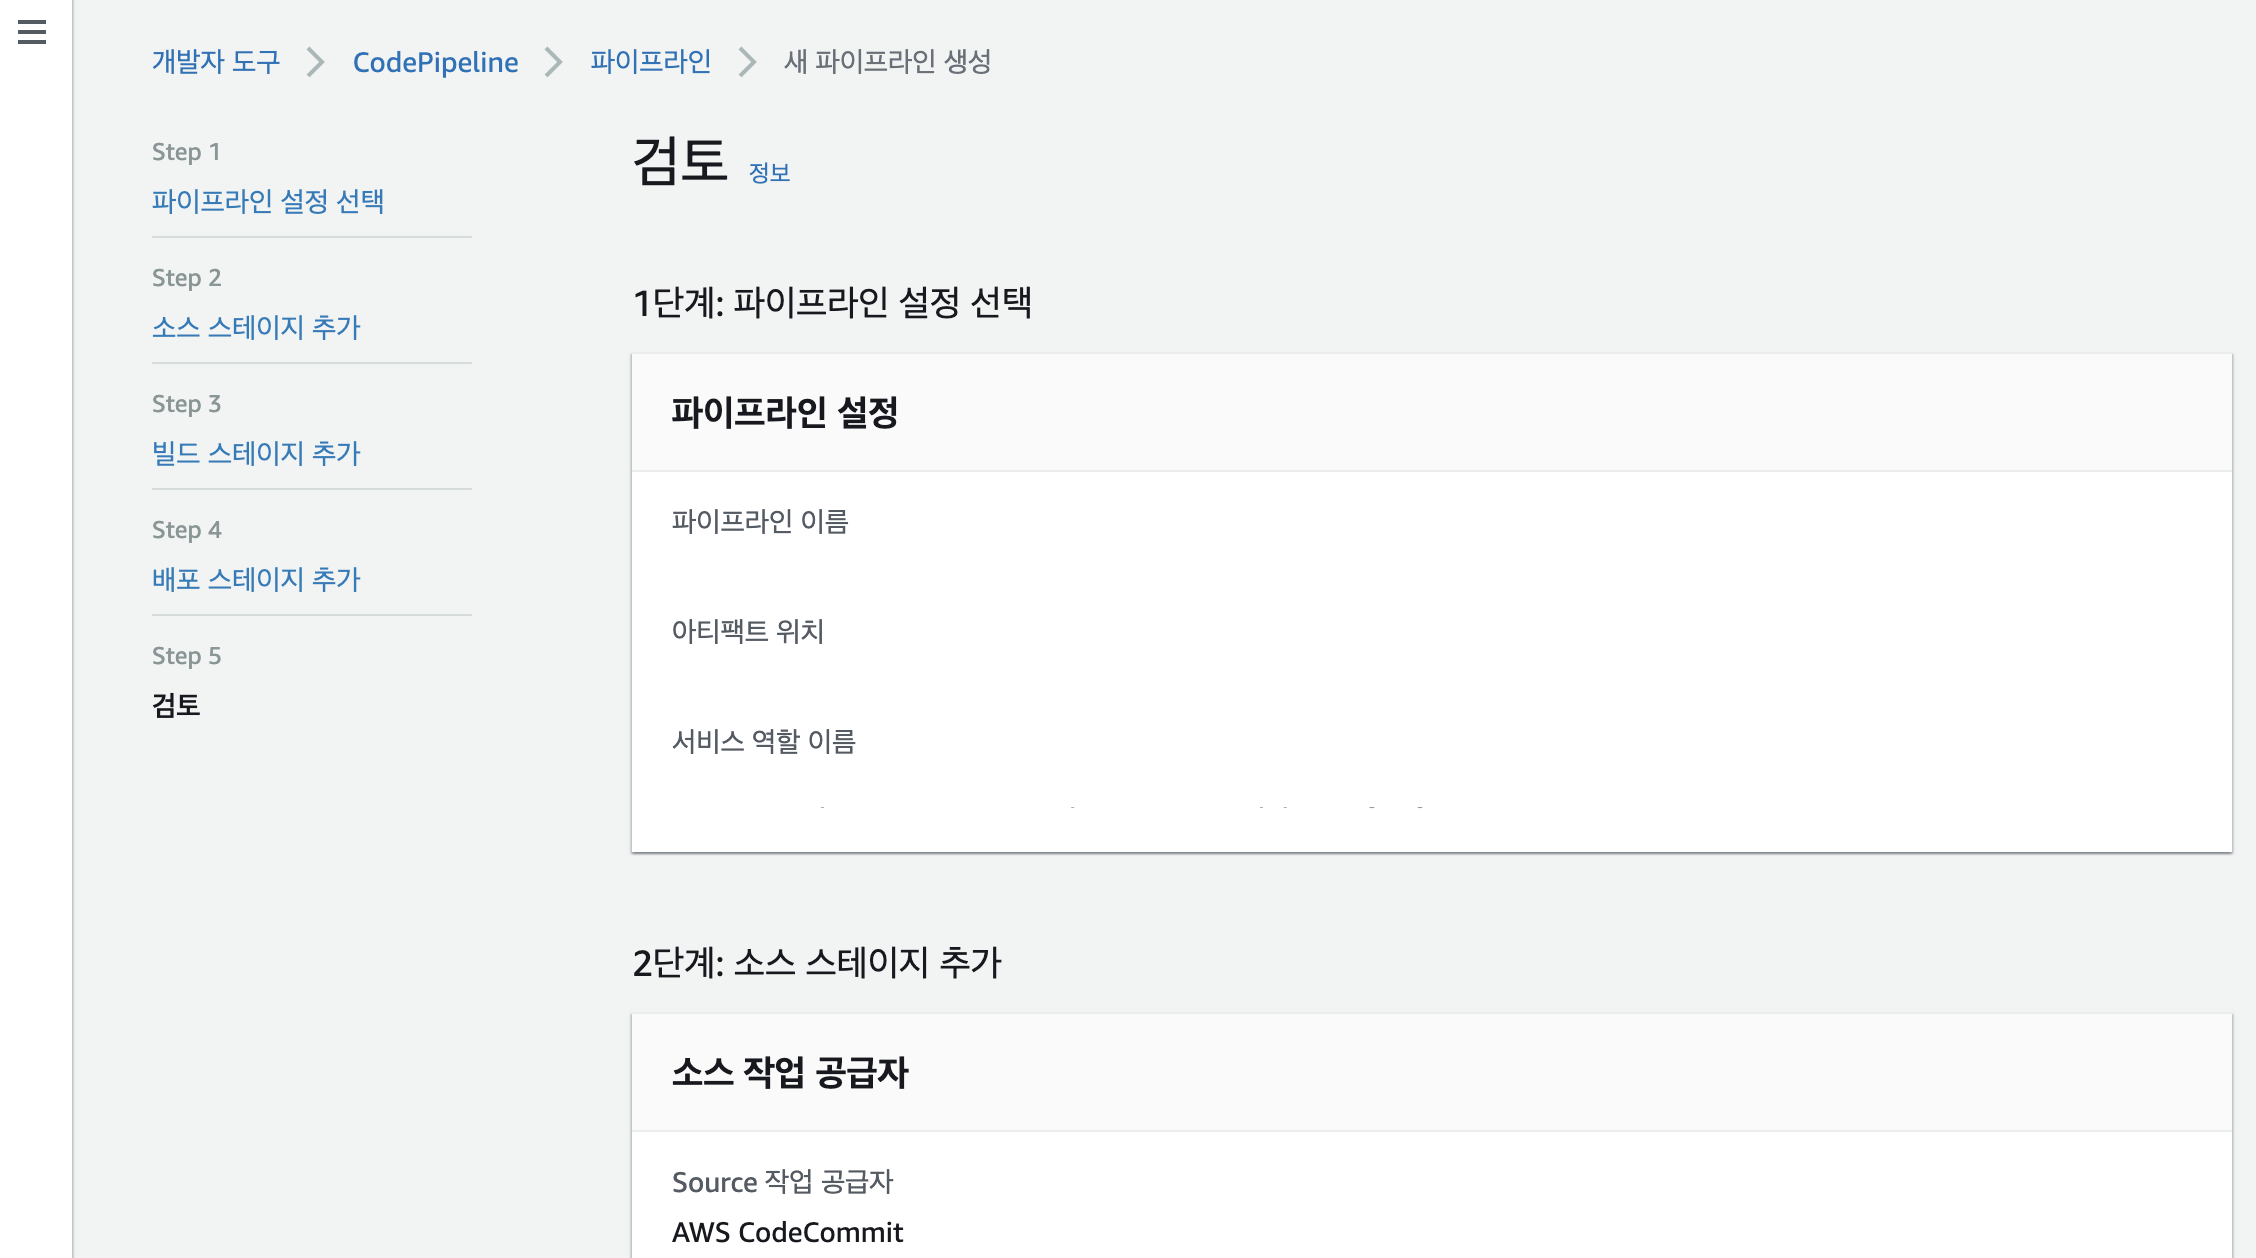 개발자 도구 > CodePipeline > 파이프라인 > 새 파이프라인 생성
Step 1
파이프라인 설정 선택
Step 2
소스 스테이지 추가
Step 3
빌드 스테이지 추가
Step 4
배포 스테이지 추가
Step 5
검토
검토 정보
1단계: 파이프라인 설정 선택
파이프라인 설정
파이프라인 이름
아티팩트 위치
서비스 역할 이름
2단계: 소스 스테이지 추가
소스 작업 공급자
Source 작업 공급자
AWS CodeCommit